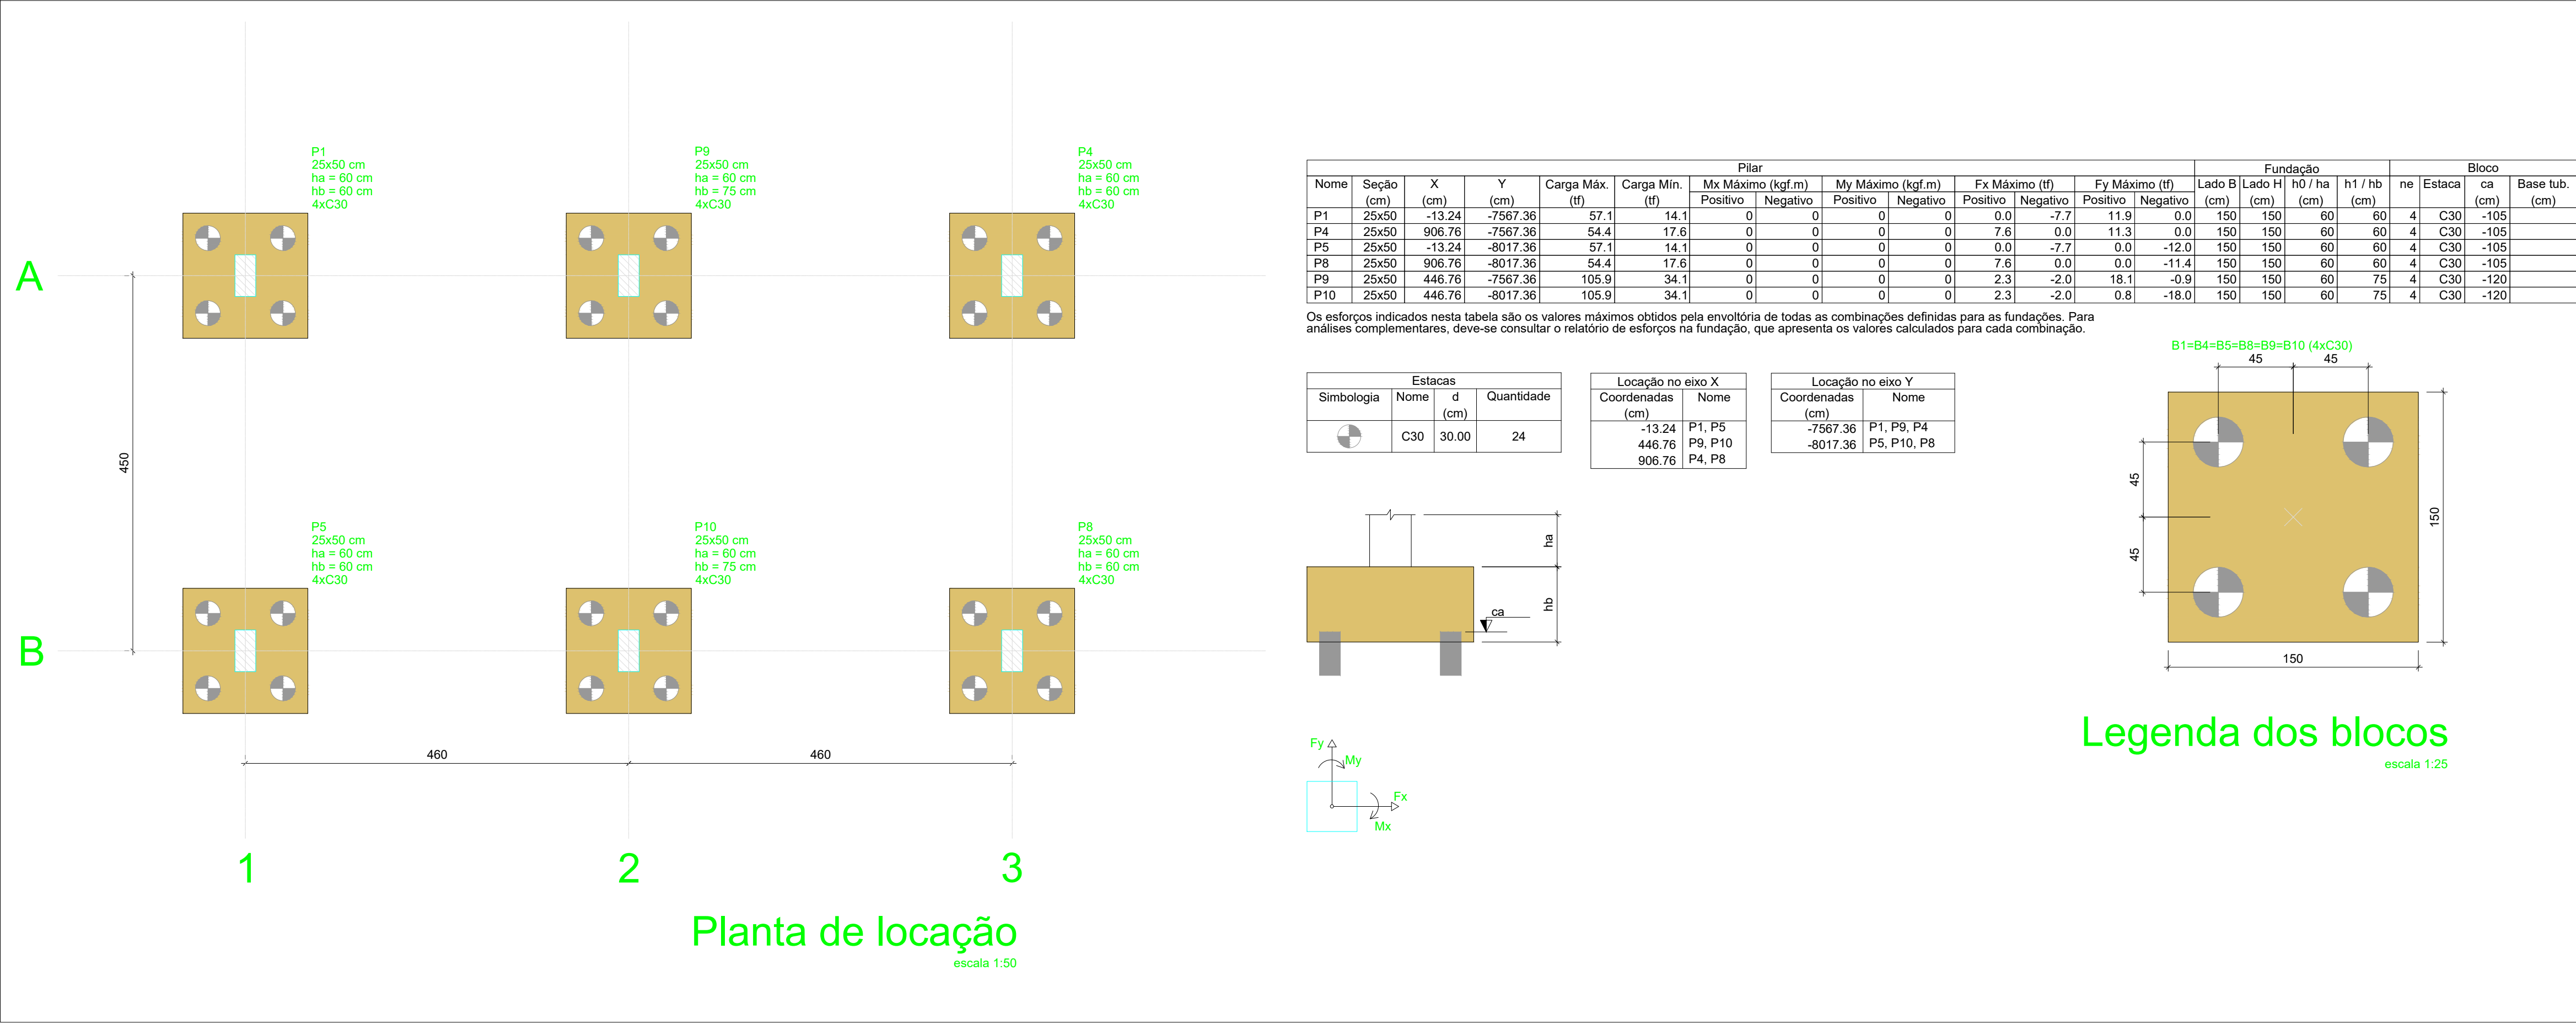 P1
25x50 cm
ha = 60 cm
hb = 60 cm
4xC30
P9
25x50 cm
ha = 60 cm
hb = 75 cm
4xC30
P4
25x50 cm
ha = 60 cm
hb = 60 cm
4xC30
A
450
P5
25x50 cm
ha = 60 cm
hb = 60 cm
4xC30
P10
25x50 cm
ha = 60 cm
hb = 75 cm
4xC30
P8
25x50 cm
ha = 60 cm
hb = 60 cm
4xC30
B
460 460
1 2 3
Planta de locação
escala 1:50
Pilar Fundação Bloco
Nome Seção X Y Carga Máx. Carga Mín. Mx Máximo (kgf.m) My Máximo (kgf.m) Fx Máximo (tf) Fy Máximo (tf) Lado B Lado H h0 / ha h1 / hb ne Estaca ca Base tub.
(cm) (cm) (cm) (tf) (tf) Positivo Negativo Positivo Negativo Positivo Negativo Positivo Negativo (cm) (cm) (cm) (cm) (cm) (cm)
P1 25x50 -13.24 -7567.36 57.1 14.1 0 0 0 0 0.0 -7.7 11.9 0.0 150 150 60 60 4 C30 -105
P4 25x50 906.76 -7567.36 54.4 17.6 0 0 0 0 7.6 0.0 11.3 0.0 150 150 60 60 4 C30 -105
P5 25x50 -13.24 -8017.36 57.1 14.1 0 0 0 0 0.0 -7.7 0.0 -12.0 150 150 60 60 4 C30 -105
P8 25x50 906.76 -8017.36 54.4 17.6 0 0 0 0 7.6 0.0 0.0 -11.4 150 150 60 60 4 C30 -105
P9 25x50 446.76 -7567.36 105.9 34.1 0 0 0 0 2.3 -2.0 18.1 -0.9 150 150 60 75 4 C30 -120
P10 25x50 446.76 -8017.36 105.9 34.1 0 0 0 0 2.3 -2.0 0.8 -18.0 150 150 60 75 4 C30 -120
Os esforços indicados nesta tabela são os valores máximos obtidos pela envoltória de todas as combinações definidas para as fundações. Para
análises complementares, deve-se consultar o relatório de esforços na fundação, que apresenta os valores calculados para cada combinação.
Estacas
Simbologia Nome d Quantidade
(cm)
C30 30.00 24
Locação no eixo X
Coordenadas Nome
(cm)
-13.24 P1, P5
446.76 P9, P10
906.76 P4, P8
Locação no eixo Y
Coordenadas Nome
(cm)
-7567.36 P1, P9, P4
-8017.36 P5, P10, P8
ha
hb
ca
Fy
My
Fx
Mx
B1=B4=B5=B8=B9=B10 (4xC30)
45 45
45
45
150
150
Legenda dos blocos
escala 1:25